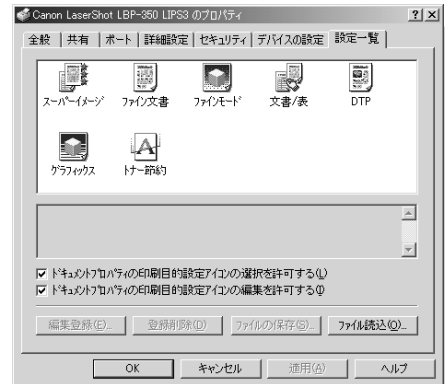 Canon LaserShot LBP-350 LIPS3 のプロパティ
全般 共有 ポート 詳細設定 セキュリティ デバイスの設定 設定一覧
スーパーイメージ ファイン文書 ファインモード 文書/表 DTP
グラフィックス トナー節約
ドキュメントプロパティの印刷目的設定アイコンの選択を許可する(L)
ドキュメントプロパティの印刷目的設定アイコンの編集を許可する(I)
編集登録(E)... 登録削除(D) ファイルの保存(S)... ファイル読込(O)...
OK キャンセル 適用(A) ヘルプ